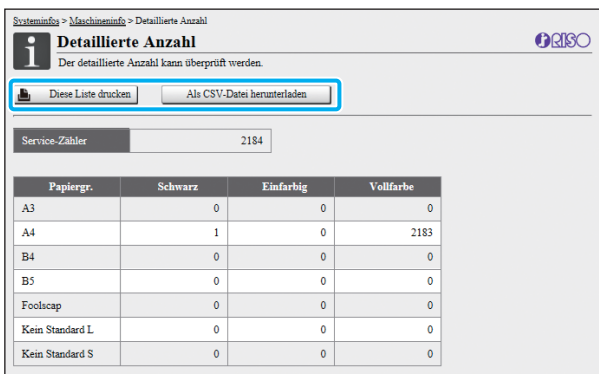 Systeminfos > Maschineninfo > Detaillierte Anzahl
i Detaillierte Anzahl
RISO
Der detaillierte Anzahl kann überprüft werden.
Diese Liste drucken Als CSV-Datei herunterladen
Service-Zähler 2184
Papiergr. Schwarz Einfarbig Vollfarbe
A3 0 0 0
A4 1 0 2183
B4 0 0 0
B5 0 0 0
Foolscap 0 0 0
Kein Standard L 0 0 0
Kein Standard S 0 0 0